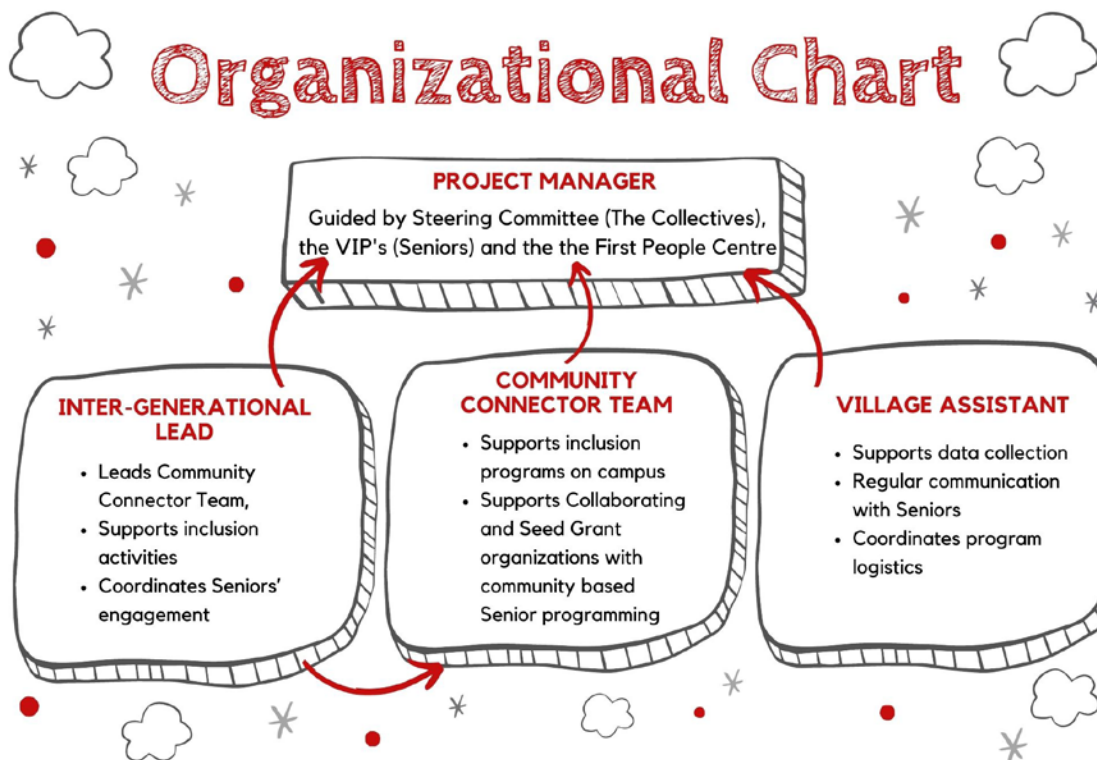 Organizational Chart
PROJECT MANAGER
Guided by Steering Committee (The Collectives),
the VIP's (Seniors) and the the First People Centre
INTER-GENERATIONAL
LEAD
• Leads Community
Connector Team,
• Supports inclusion
activities
• Coordinates Seniors'
engagement
COMMUNITY
CONNECTOR TEAM
• Supports inclusion
programs on campus
• Supports Collaborating
and Seed Grant
organizations with
community based
Senior programming
VILLAGE ASSISTANT
• Supports data collection
• Regular communication
with Seniors
• Coordinates program
logistics